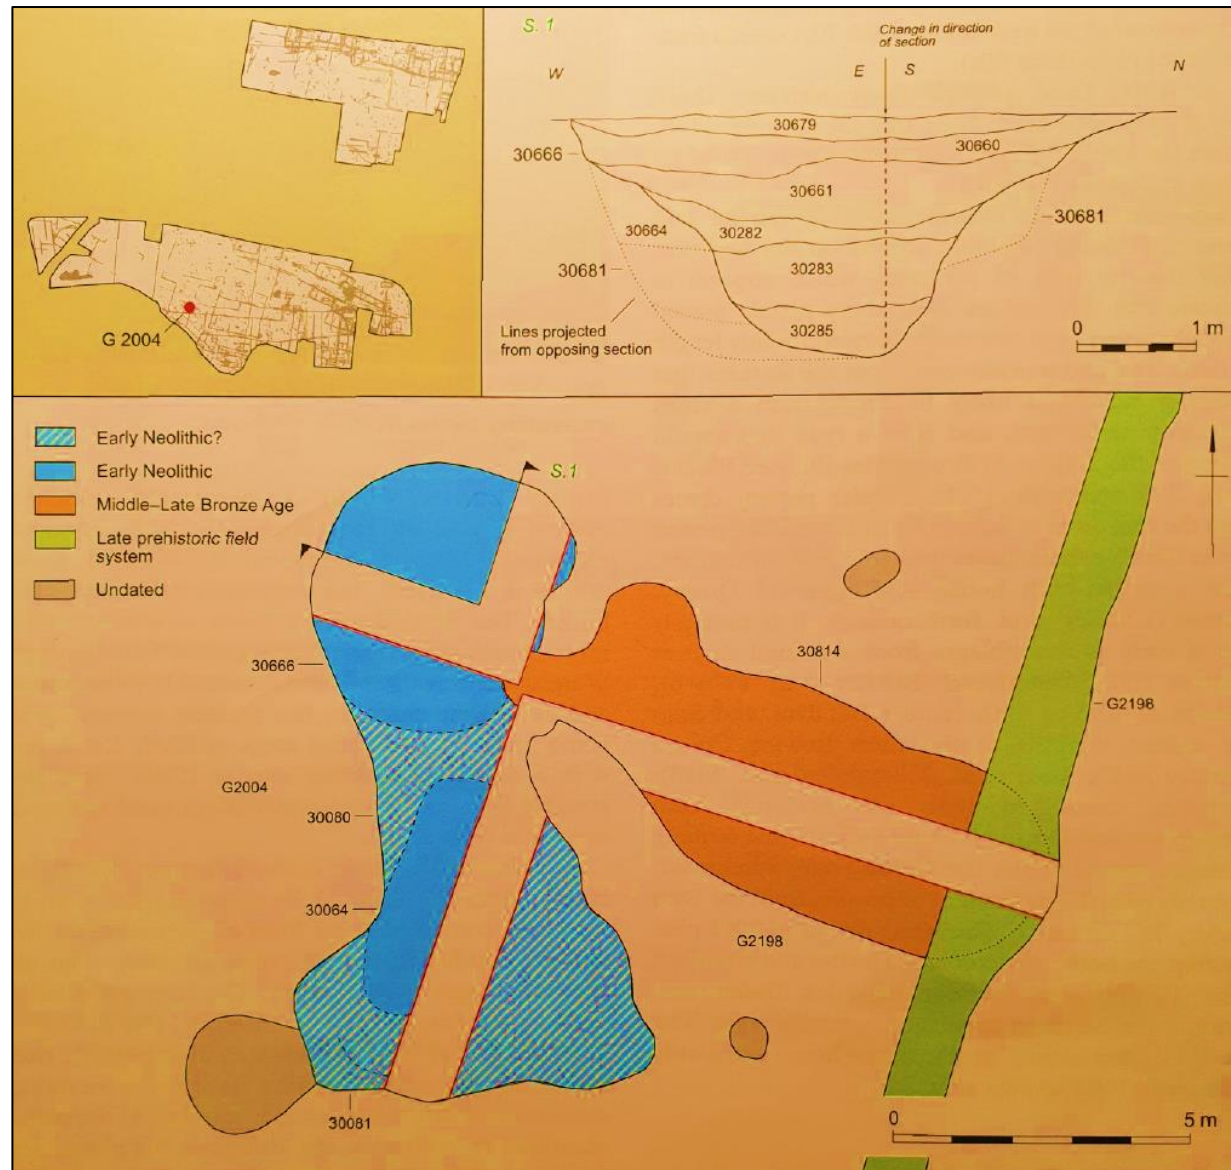 G 2004
S. 1
Change in direction
of section
W
E
S
N
30679
30660
30666
30661
30681
30664
30282
30681
30283
Lines projected
from opposing section
30285
0
1 m
Early Neolithic?
Early Neolithic
Middle–Late Bronze Age
Late prehistoric field
system
Undated
S.1
30666
30814
G2198
G2004
30080
30064
G2198
30081
0
5 m